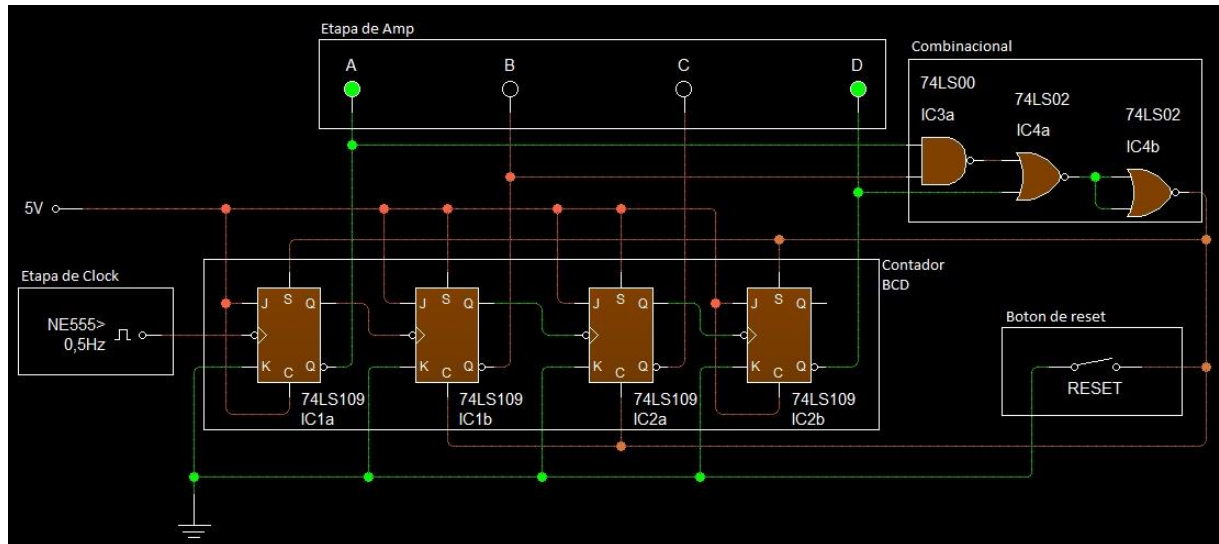 Etapa de Amp
A
B
C
D
Combinacional
74LS00
IC3a
74LS02
IC4a
74LS02
IC4b
5V
Etapa de Clock
NE555>
0,5Hz
Contador
BCD
J S Q
K C Q
J S Q
K C Q
J S Q
K C Q
J S Q
K C Q
74LS109
IC1a
74LS109
IC1b
74LS109
IC2a
74LS109
IC2b
Boton de reset
RESET